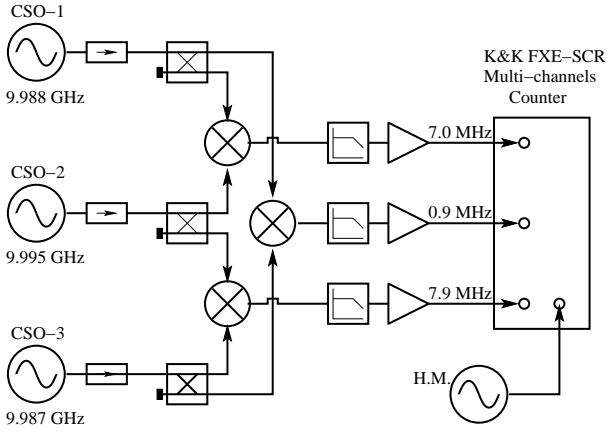 CSO−1
9.988 GHz
K&K FXE−SCR
Multi−channels
Counter
7.0 MHz
CSO−2
9.995 GHz
0.9 MHz
7.9 MHz
CSO−3
9.987 GHz
H.M.